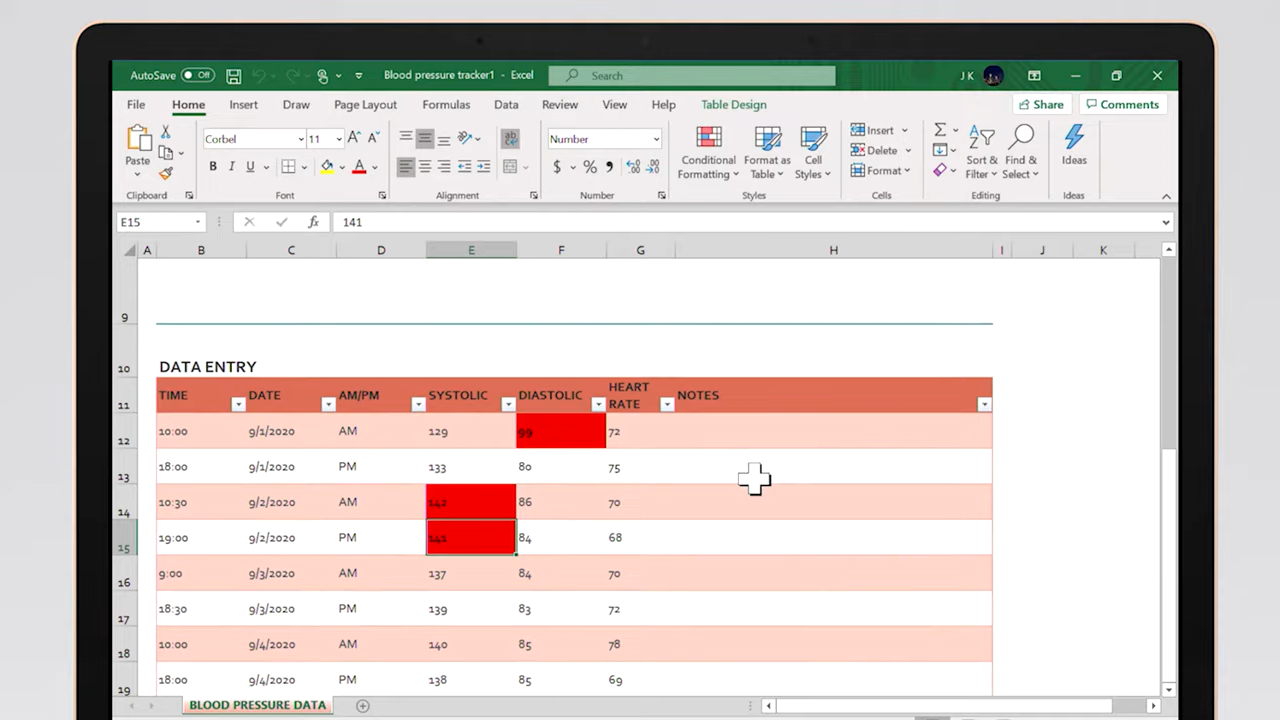 AutoSave Off Blood pressure tracker1 - Excel Search J K
File Home Insert Draw Page Layout Formulas Data Review View Help Table Design Share Comments
Paste Corbel 11 A A ab Number Conditional Formatting Format as Table Cell Styles Insert Delete Format Sort & Filter Find & Select Ideas
B I U A $ % ,
Clipboard Font Alignment Number Styles Cells Editing Ideas
E15 fx 141
A B C D E F G H I J K
9
10 DATA ENTRY
11 TIME DATE AM/PM SYSTOLIC DIASTOLIC HEART RATE NOTES
12 10:00 9/1/2020 AM 129 99 72
13 18:00 9/1/2020 PM 133 80 75
14 10:30 9/2/2020 AM 142 86 70
15 19:00 9/2/2020 PM 141 84 68
16 9:00 9/3/2020 AM 137 84 70
17 18:30 9/3/2020 PM 139 83 72
18 10:00 9/4/2020 AM 140 85 78
19 18:00 9/4/2020 PM 138 85 69
BLOOD PRESSURE DATA